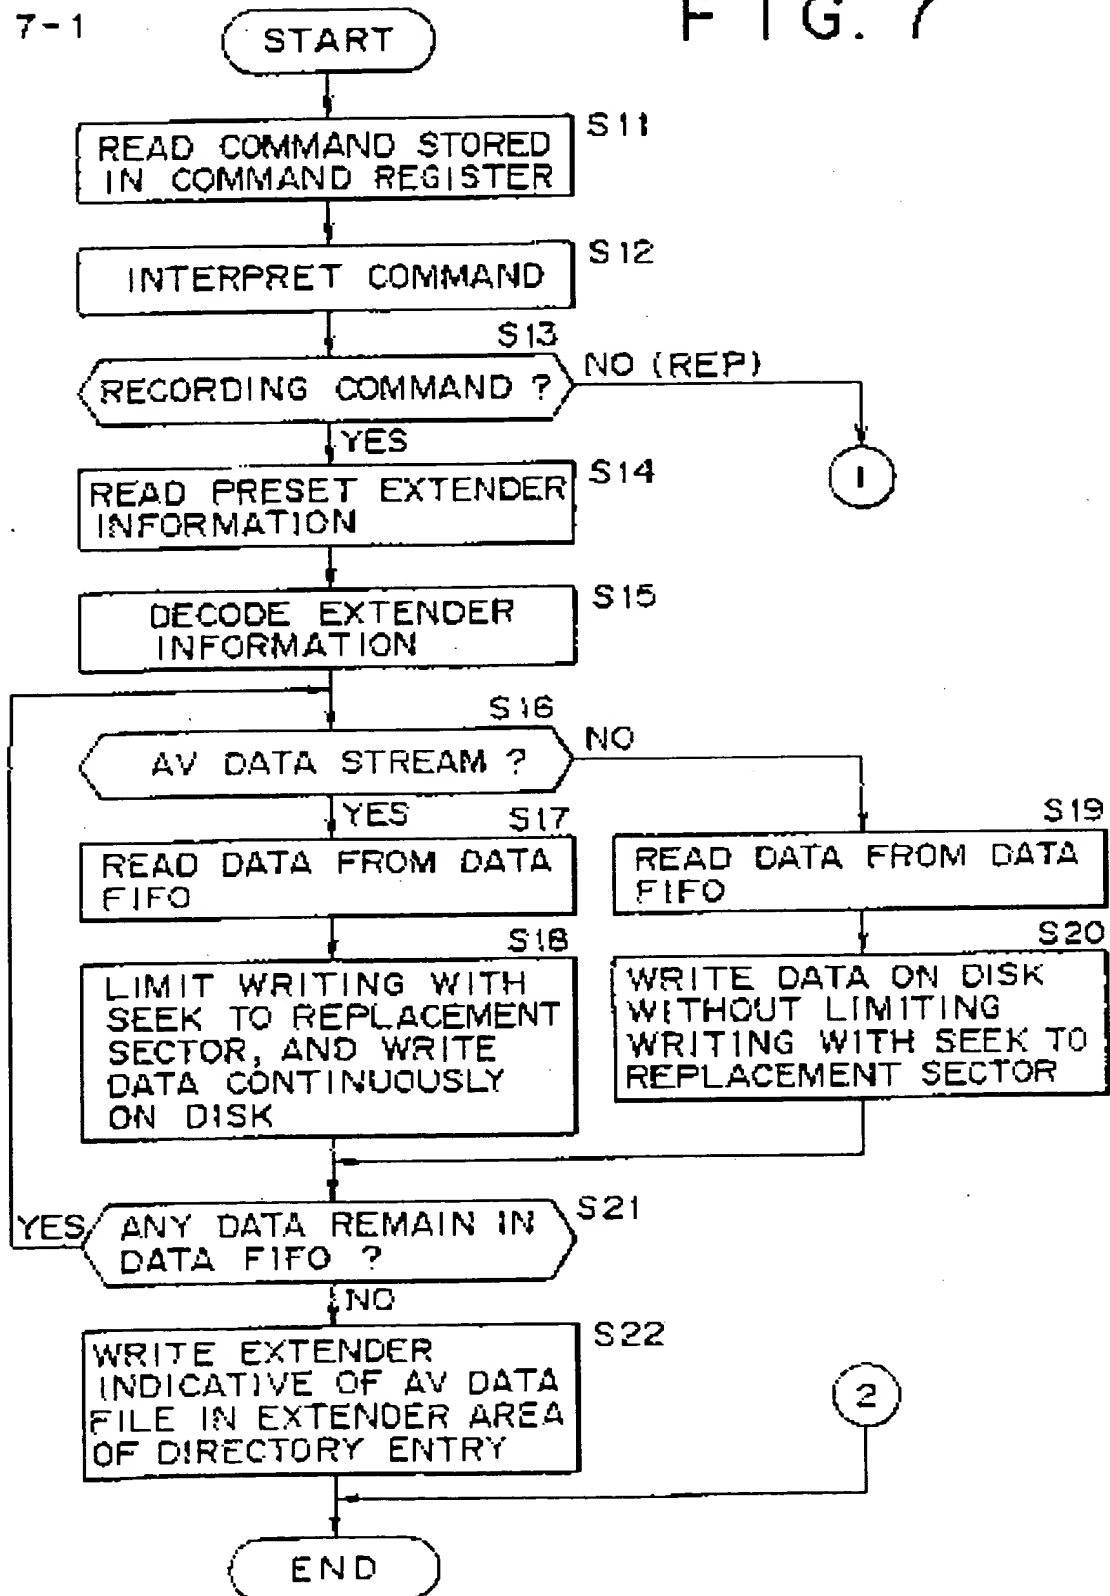 7-1
FIG. 7
START
S11
READ COMMAND STORED
IN COMMAND REGISTER
S12
INTERPRET COMMAND
S13
RECORDING COMMAND ?
NO (REP)
YES
1
S14
READ PRESET EXTENDER
INFORMATION
S15
DECODE EXTENDER
INFORMATION
S16
AV DATA STREAM ?
NO
YES
S17
READ DATA FROM DATA
FIFO
S19
READ DATA FROM DATA
FIFO
S18
LIMIT WRITING WITH
SEEK TO REPLACEMENT
SECTOR, AND WRITE
DATA CONTINUOUSLY
ON DISK
S20
WRITE DATA ON DISK
WITHOUT LIMITING
WRITING WITH SEEK TO
REPLACEMENT SECTOR
S21
YES
ANY DATA REMAIN IN
DATA FIFO ?
NO
S22
WRITE EXTENDER
INDICATIVE OF AV DATA
FILE IN EXTENDER AREA
OF DIRECTORY ENTRY
2
END